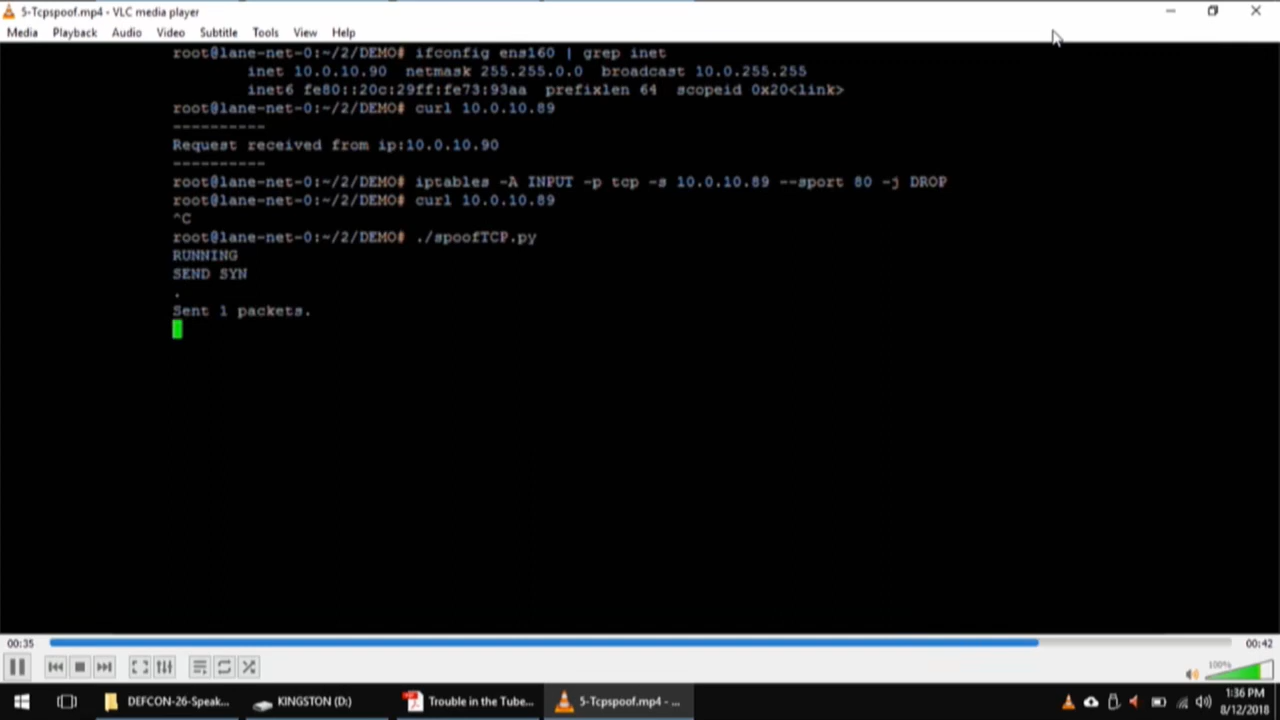 5-Tcpspoof.mp4 - VLC media player
Media Playback Audio Video Subtitle Tools View Help
root@lane-net-0:~/2/DEMO# ifconfig ens160 | grep inet
inet 10.0.10.90 netmask 255.255.0.0 broadcast 10.0.255.255
inet6 fe80::20c:29ff:fe73:93aa prefixlen 64 scopeid 0x20<link>
root@lane-net-0:~/2/DEMO# curl 10.0.10.89
----------
Request received from ip:10.0.10.90
----------
root@lane-net-0:~/2/DEMO# iptables -A INPUT -p tcp -s 10.0.10.89 --sport 80 -j DROP
root@lane-net-0:~/2/DEMO# curl 10.0.10.89
^C
root@lane-net-0:~/2/DEMO# ./spoofTCP.py
RUNNING
SEND SYN
.
Sent 1 packets.
00:35 00:42
100%
DEFCON-26-Speak... KINGSTON (D:) Trouble in the Tube... 5-Tcpspoof.mp4 - ... 1:36 PM
8/12/2018